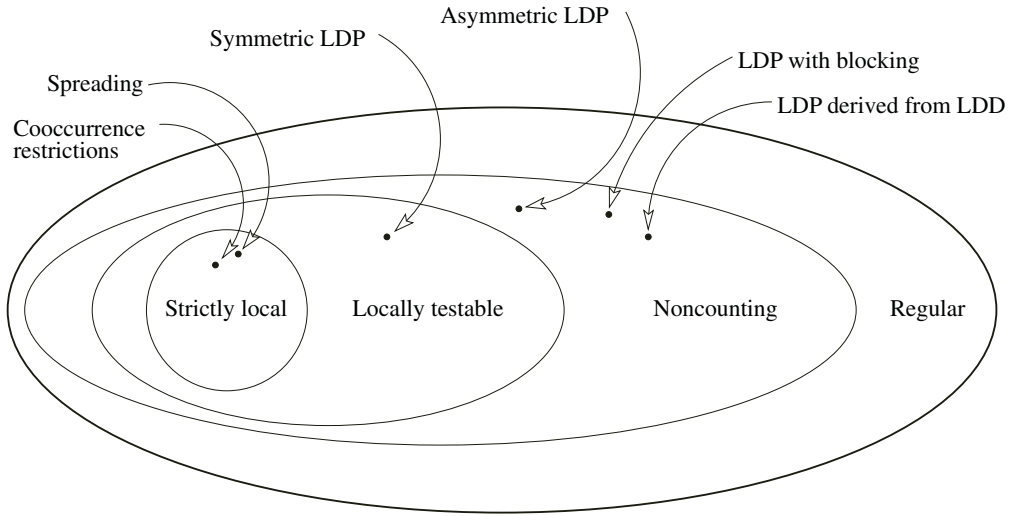 Asymmetric LDP
Symmetric LDP
LDP with blocking
Spreading
LDP derived from LDD
Cooccurrence
restrictions
Strictly local
Locally testable
Noncounting
Regular